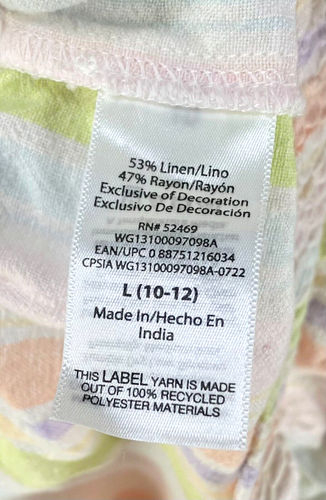 53% Linen/Lino
47% Rayon/Rayón
Exclusive of Decoration
Exclusivo De Decoración
RN# 52469
WG13100097098A
EAN/UPC 0 88751216034
CPSIA WG13100097098A-0722
L (10-12)
Made In/Hecho En
India
THIS LABEL YARN IS MADE
OUT OF 100% RECYCLED
POLYESTER MATERIALS